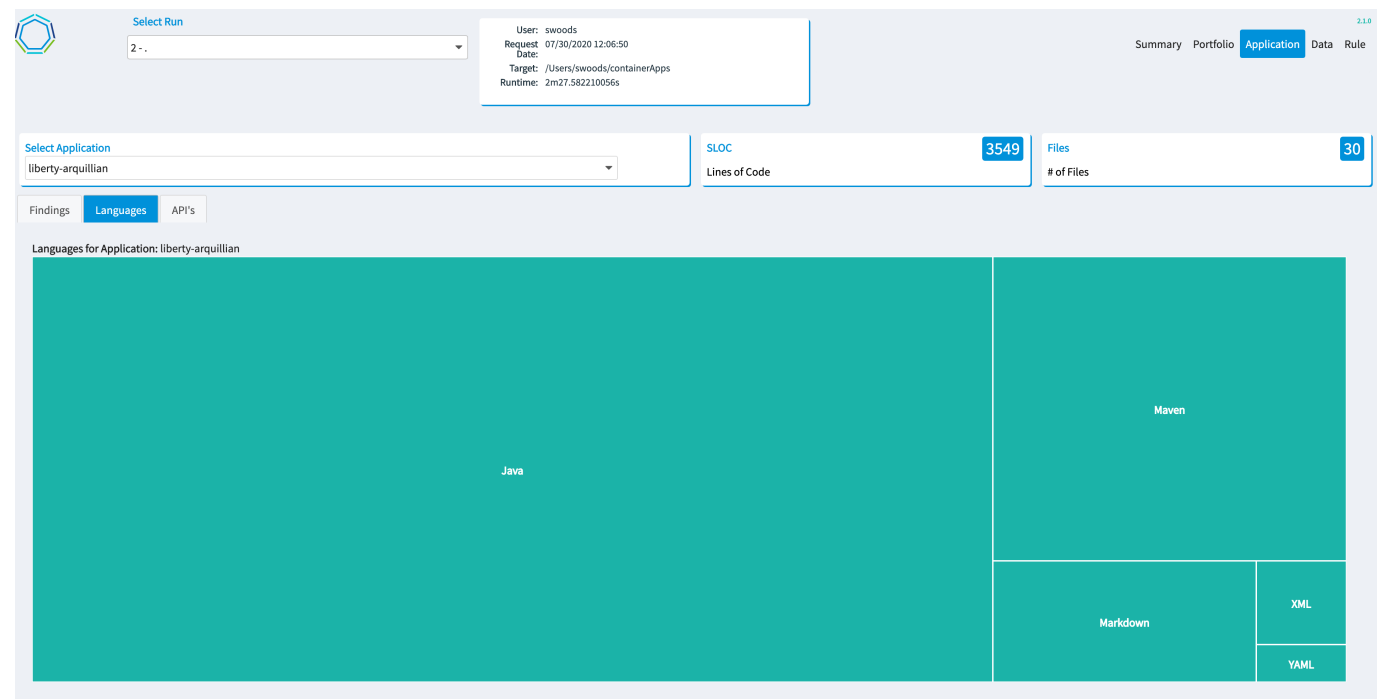 Select Run
2 - .
User: swoods
Request Date: 07/30/2020 12:06:50
Target: /Users/swoods/containerApps
Runtime: 2m27.582210056s
2.1.0
Summary Portfolio Application Data Rule
Select Application
liberty-arquillian
SLOC 3549
Lines of Code
Files 30
# of Files
Findings Languages API's
Languages for Application: liberty-arquillian
Java
Maven
Markdown
XML
YAML